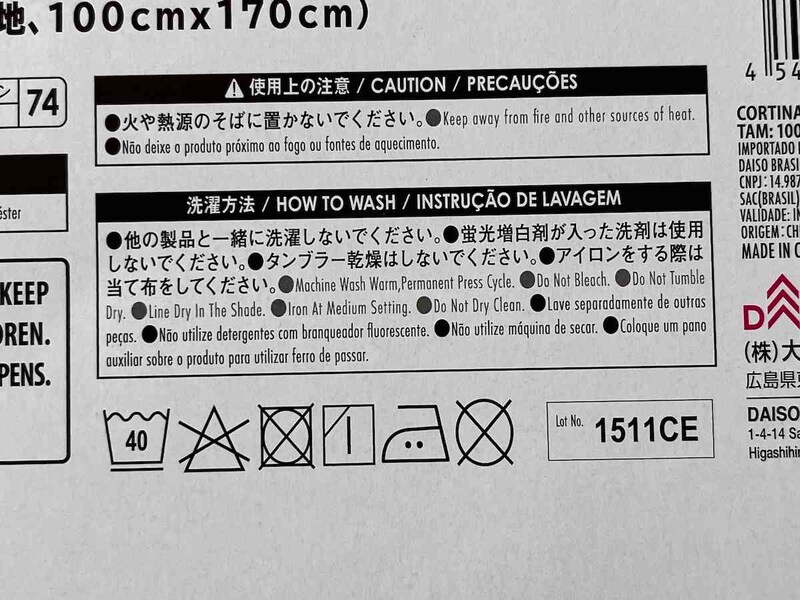 地、100cmx170cm)
ン
74
éster
KEEP
DREN.
PENS.
⚠ 使用上の注意 / CAUTION / PRECAUÇÕES
●火や熱源のそばに置かないでください。●Keep away from fire and other sources of heat.
●Não deixe o produto próximo ao fogo ou fontes de aquecimento.
洗濯方法 / HOW TO WASH / INSTRUÇÃO DE LAVAGEM
●他の製品と一緒に洗濯しないでください。●蛍光増白剤が入った洗剤は使用
しないでください。●タンブラー乾燥はしないでください。●アイロンをする際は
当て布をしてください。●Machine Wash Warm,Permanent Press Cycle. ●Do Not Bleach. ●Do Not Tumble
Dry. ●Line Dry In The Shade. ●Iron At Medium Setting. ●Do Not Dry Clean. ●Lave separadamente de outras
peças. ●Não utilize detergentes com branqueador fluorescente. ●Não utilize máquina de secar. ●Coloque um pano
auxiliar sobre o produto para utilizar ferro de passar.
40
Lot No. 1511CE
4 54
CORTINA
TAM: 100
IMPORTADO
DAISO BRASI
CNPJ: 14.987
SAC(BRASIL)
VALIDADE: IN
ORIGEM: CHI
MADE IN C
D
(株)大
広島県東
DAISO
1-4-14 Sa
Higashihir